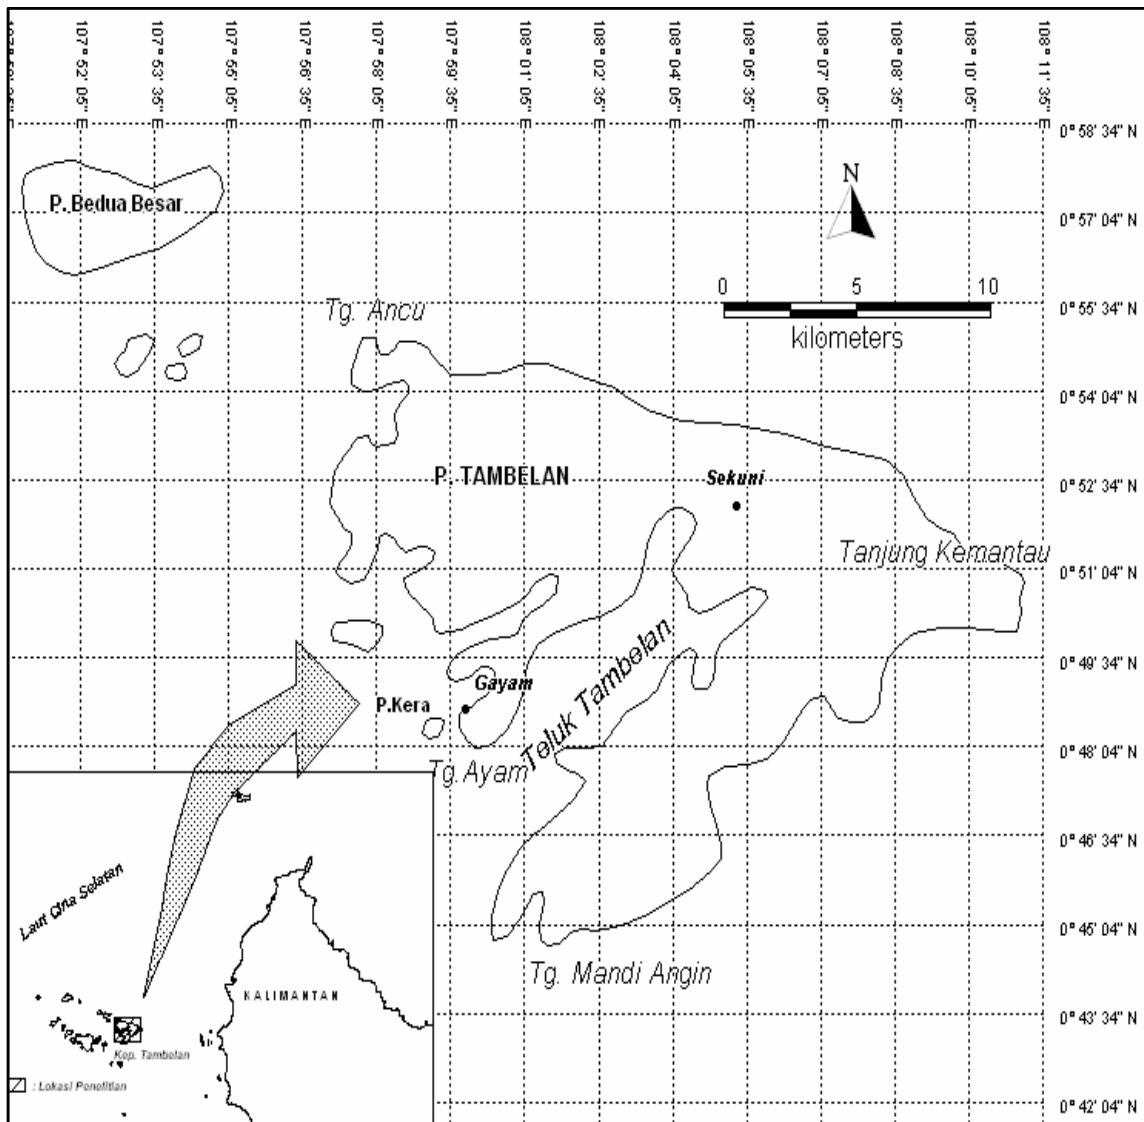 107° 52' 05"
107° 53' 35"
107° 55' 05"
107° 56' 35"
107° 58' 05"
107° 59' 35"
108° 01' 05"
108° 02' 35"
108° 04' 05"
108° 05' 35"
108° 07' 05"
108° 08' 35"
108° 10' 05"
108° 11' 35"
0° 58' 34" N
P. Bedua Besar
N
0° 57' 04" N
0 5 10
kilometers
0° 55' 34" N
Tg. Ancu
0° 54' 04" N
P. TAMBELAN
Sekuni
0° 52' 34" N
Tanjung Kemantau
0° 51' 04" N
Teluk Tambelan
0° 49' 34" N
Gayam
P.Kera
0° 48' 04" N
Tg. Ayam
0° 46' 34" N
Laut Cina Selatan
0° 45' 04" N
Tg. Mandi Angin
KALIMANTAN
0° 43' 34" N
Kep. Tambelan
: Lokasi Penelitian
0° 42' 04" N